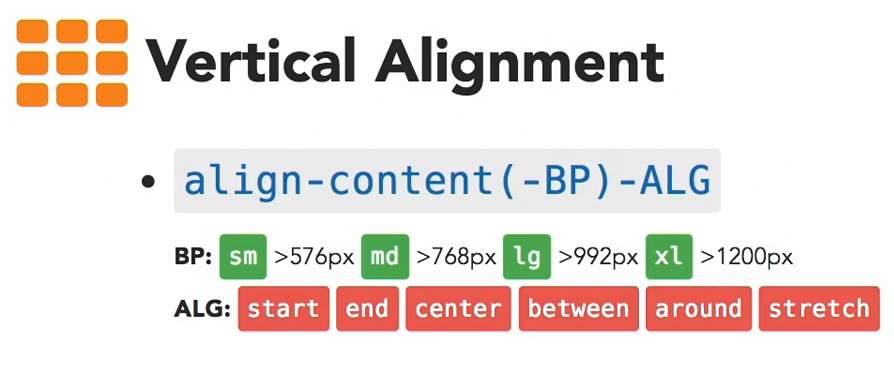 Vertical Alignment
• align-content(-BP)-ALG
BP: sm >576px md >768px lg >992px xl >1200px
ALG: start end center between around stretch